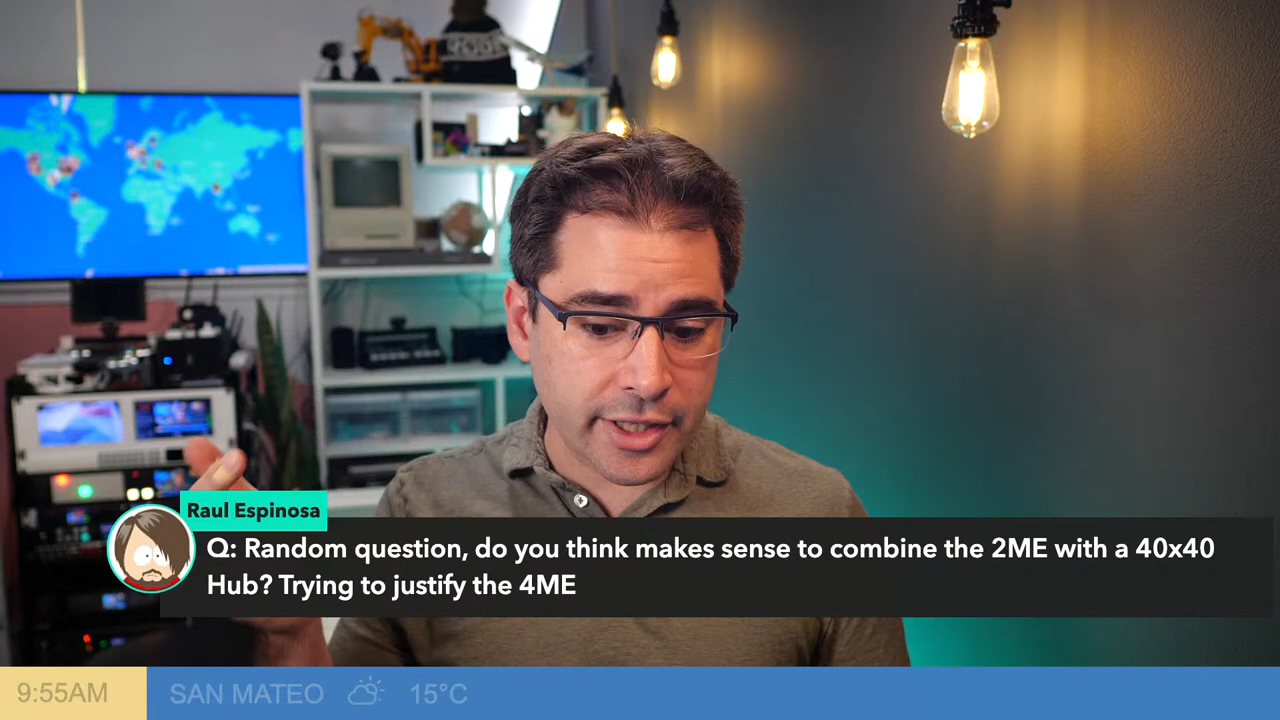 Raul Espinosa
Q: Random question, do you think makes sense to combine the 2ME with a 40x40
Hub? Trying to justify the 4ME
9:55AM
SAN MATEO
15°C